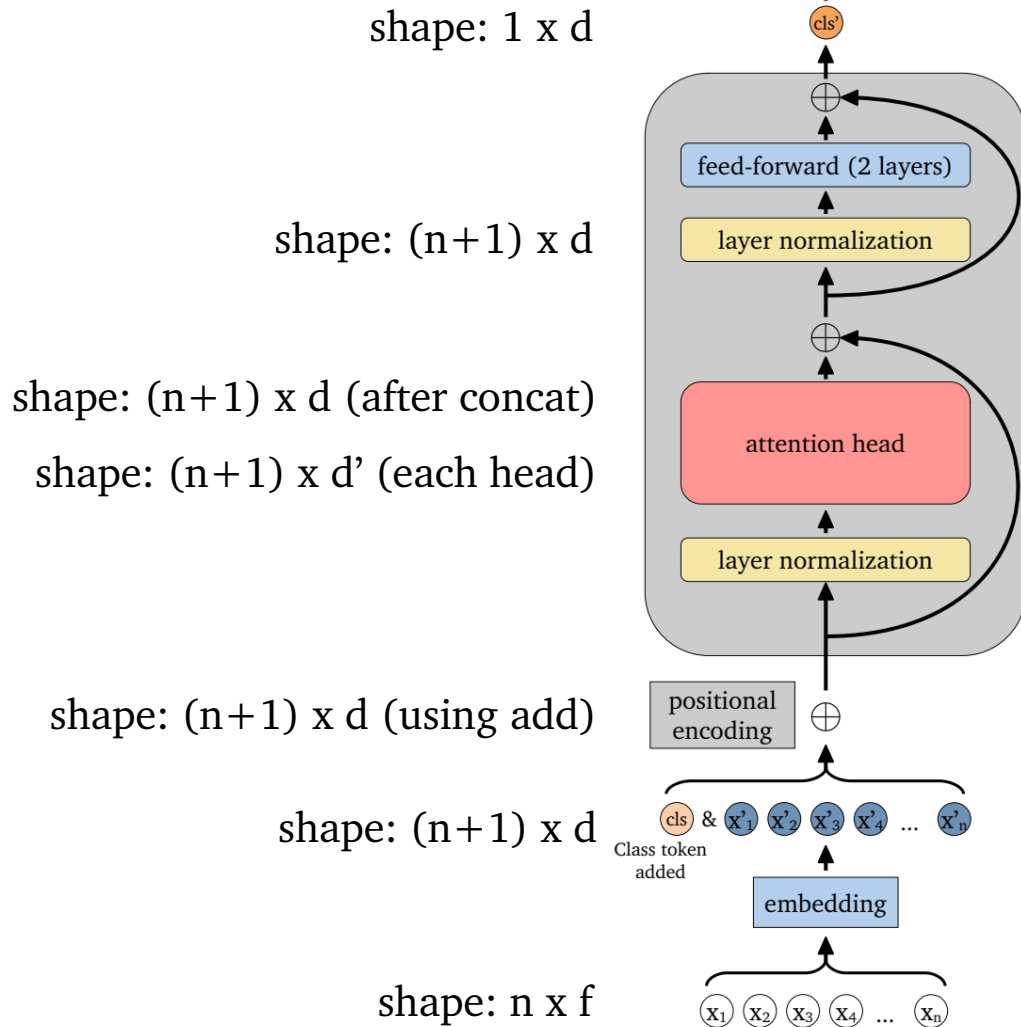 shape: 1 x d
cls’
feed-forward (2 layers)
shape: (n+1) x d
layer normalization
shape: (n+1) x d (after concat)
attention head
shape: (n+1) x d’ (each head)
layer normalization
shape: (n+1) x d (using add)
positional
encoding
shape: (n+1) x d
cls & x’₁ x’₂ x’₃ x’₄ ... x’ₙ
Class token
added
embedding
shape: n x f
x₁ x₂ x₃ x₄ ... xₙ